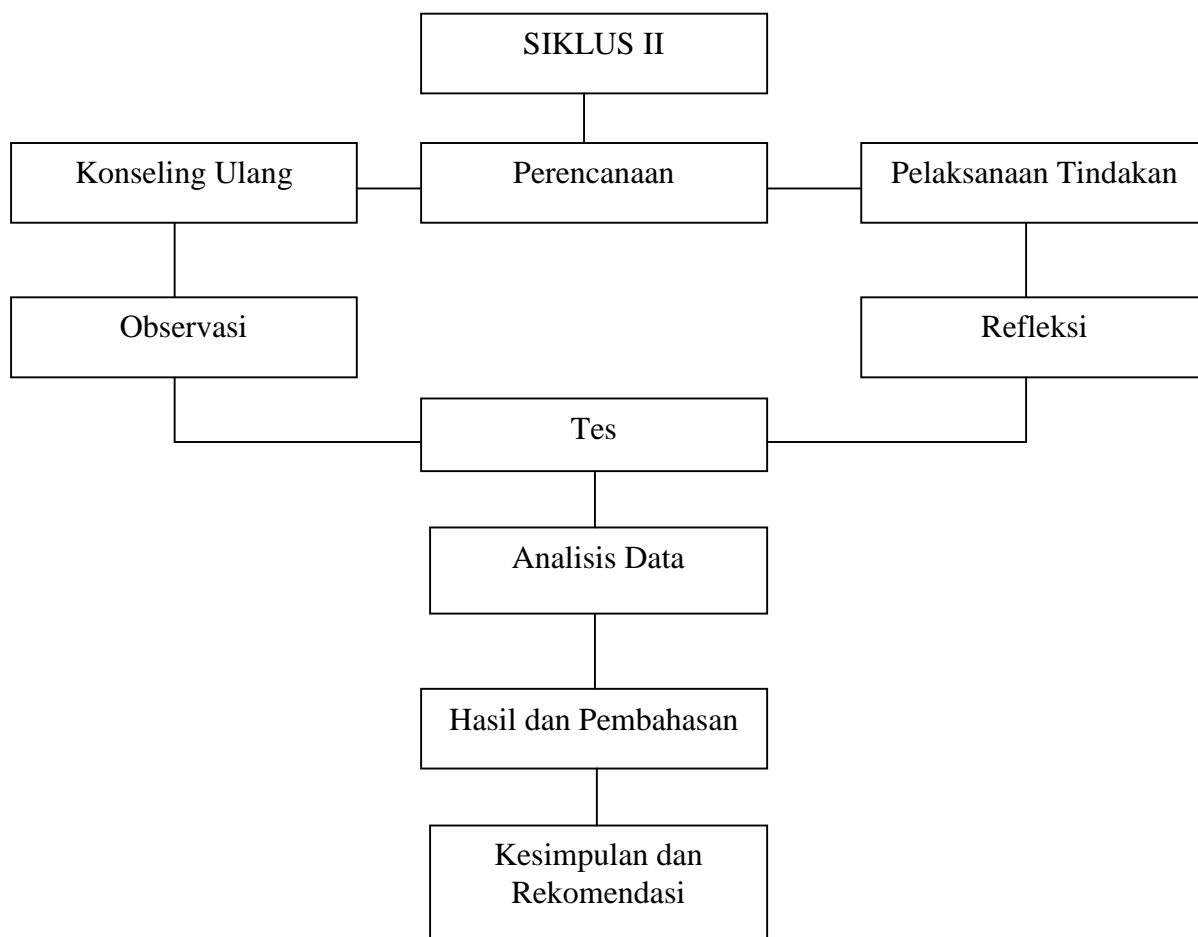 SIKLUS II
Konseling Ulang
Perencanaan
Pelaksanaan Tindakan
Observasi
Refleksi
Tes
Analisis Data
Hasil dan Pembahasan
Kesimpulan dan
Rekomendasi